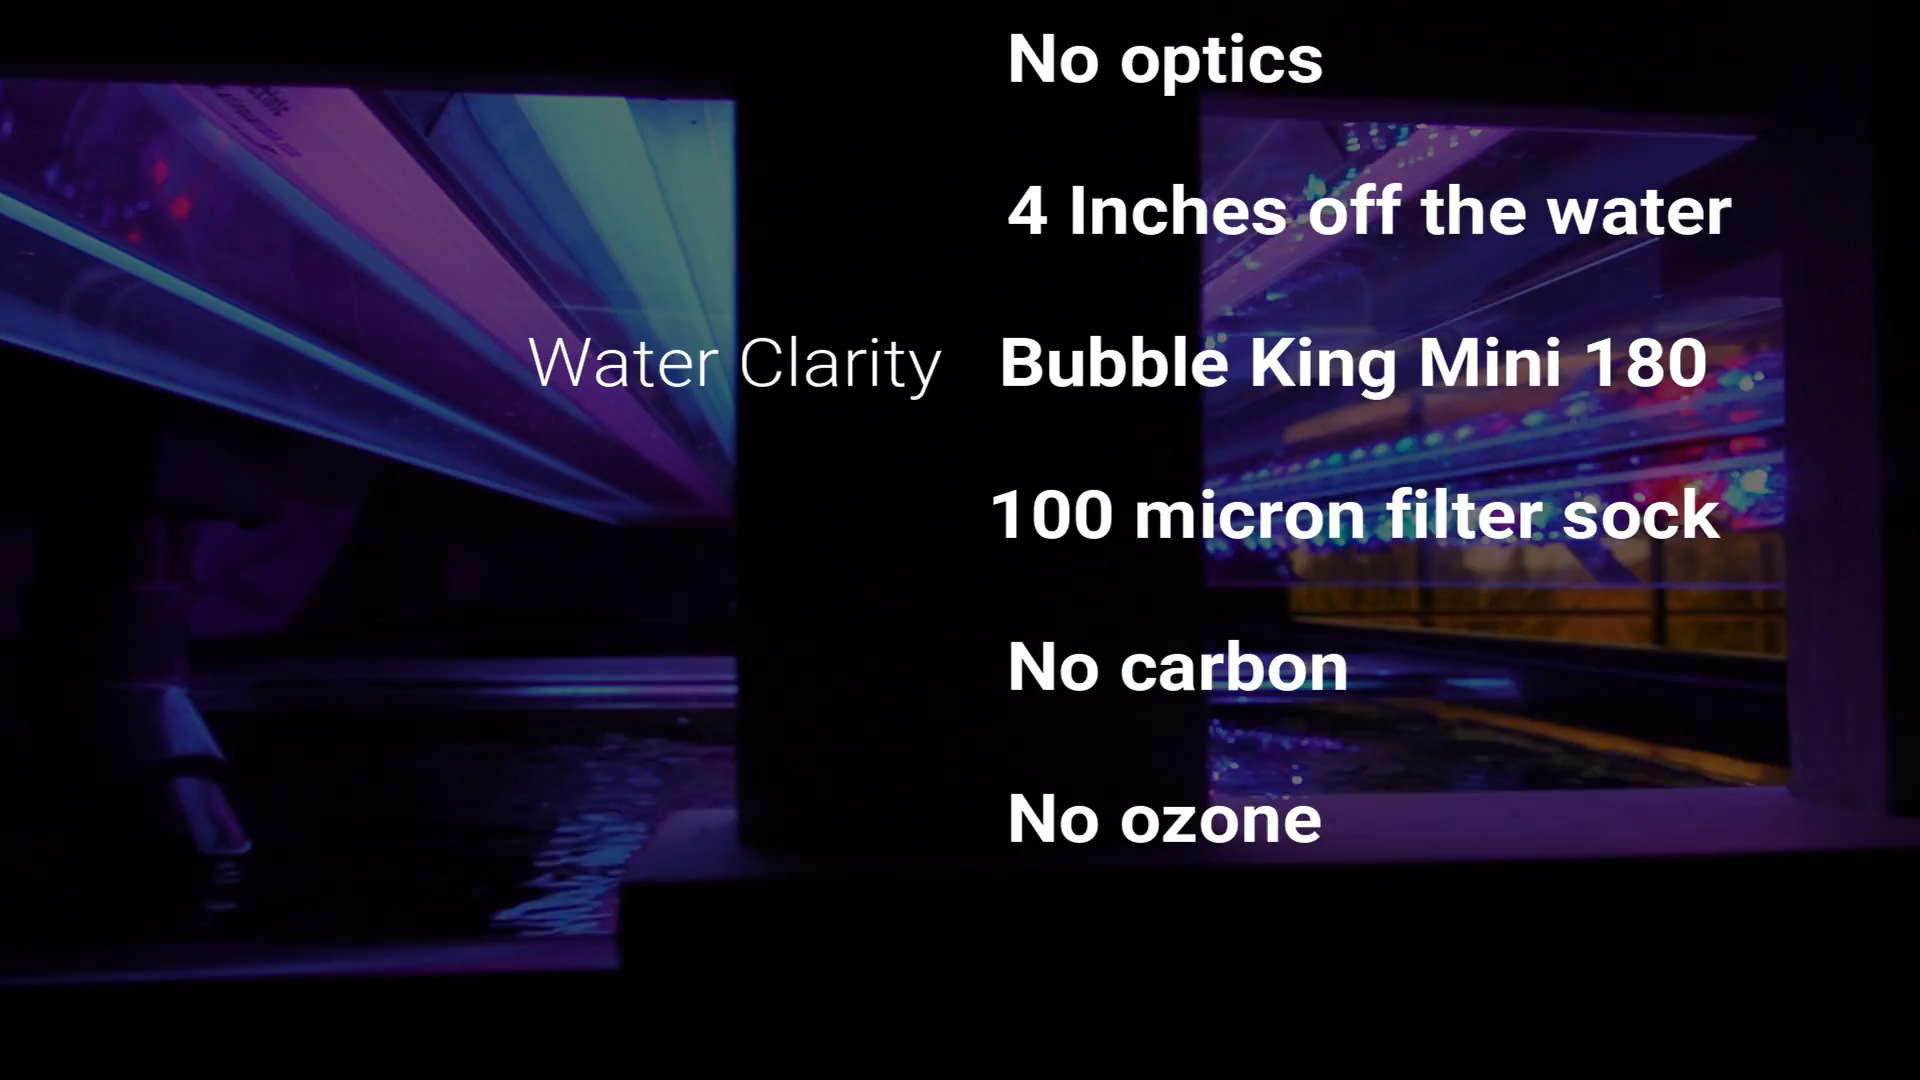 No optics
4 Inches off the water
Water Clarity Bubble King Mini 180
100 micron filter sock
No carbon
No ozone